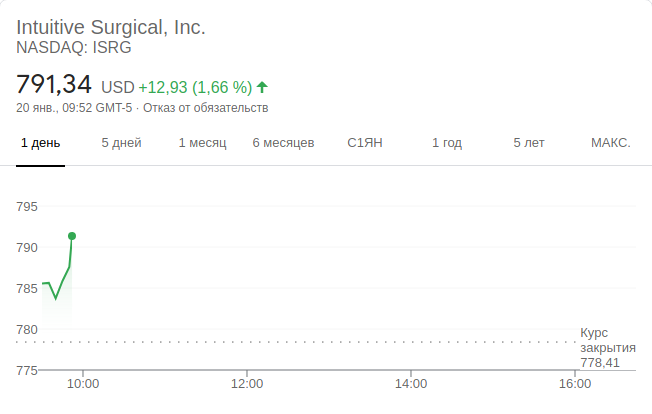 Intuitive Surgical, Inc.
NASDAQ: ISRG
791,34 USD +12,93 (1,66 %)
20 янв., 09:52 GMT-5 · Отказ от обязательств
1 день 5 дней 1 месяц 6 месяцев С1ЯН 1 год 5 лет МАКС.
795
790
785
780
Курс
закрытия
778,41
775
10:00 12:00 14:00 16:00